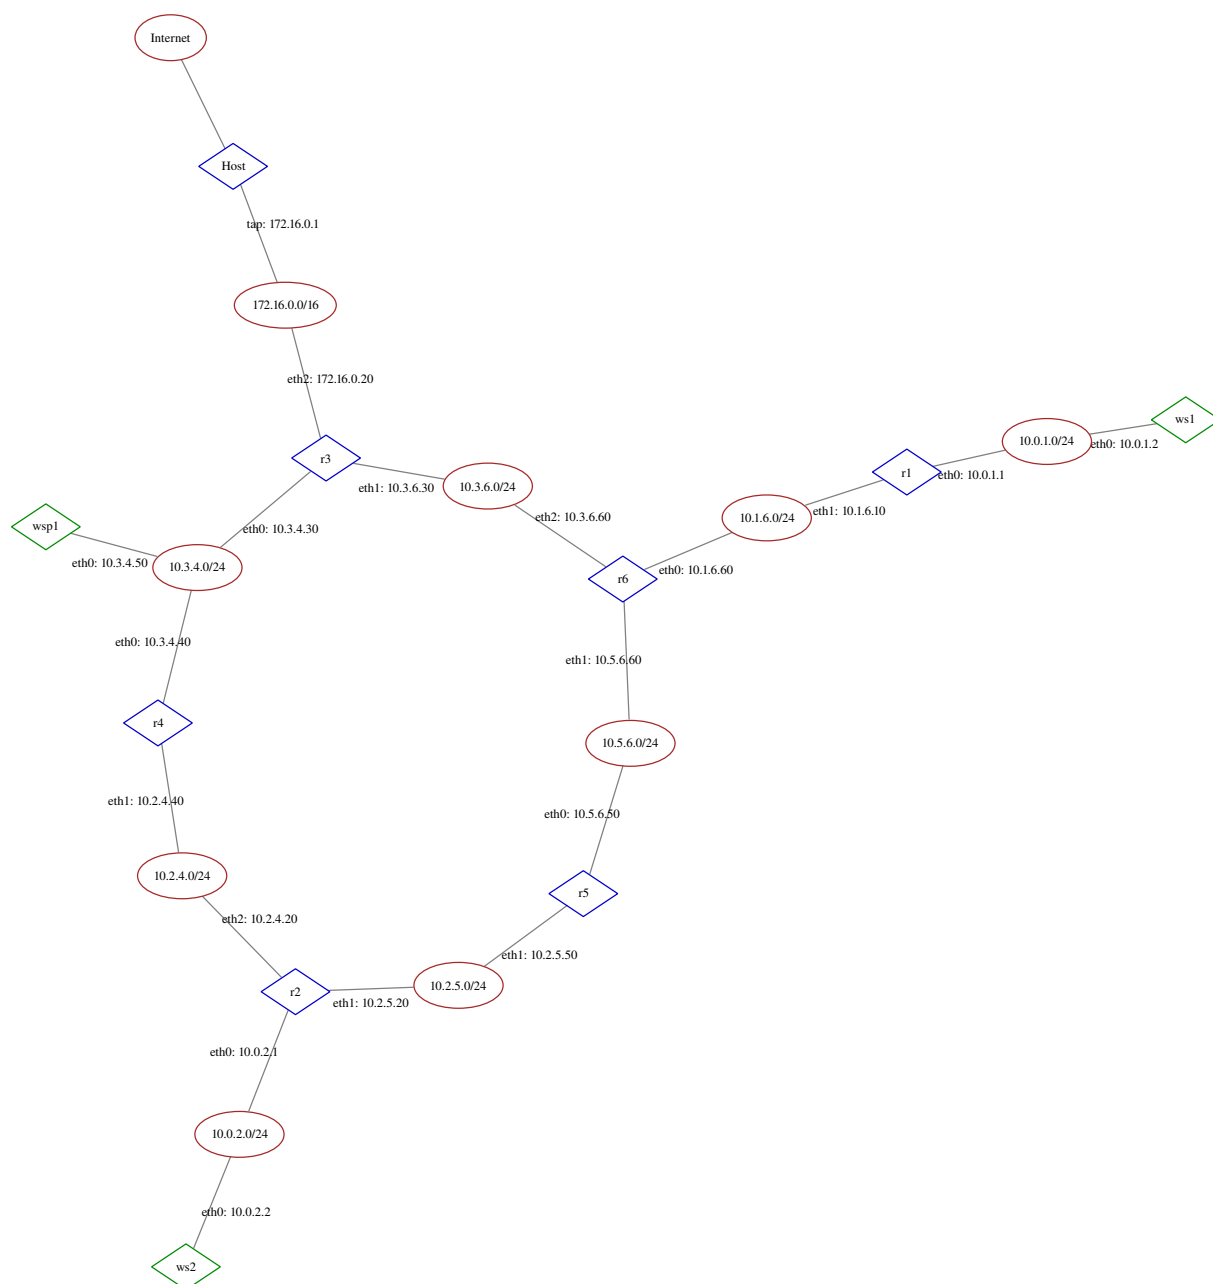 Internet
Host
tap: 172.16.0.1
172.16.0.0/16
eth2: 172.16.0.20
r3
eth1: 10.3.6.30
10.3.6.0/24
eth2: 10.3.6.60
eth0: 10.3.4.30
wsp1
eth0: 10.3.4.50
10.3.4.0/24
r6
eth0: 10.1.6.60
10.1.6.0/24
eth1: 10.1.6.10
r1
eth0: 10.0.1.1
10.0.1.0/24
eth0: 10.0.1.2
ws1
eth0: 10.3.4.40
eth1: 10.5.6.60
r4
10.5.6.0/24
eth1: 10.2.4.40
eth0: 10.5.6.50
10.2.4.0/24
r5
eth2: 10.2.4.20
eth1: 10.2.5.50
r2
eth1: 10.2.5.20
10.2.5.0/24
eth0: 10.0.2.1
10.0.2.0/24
eth0: 10.0.2.2
ws2